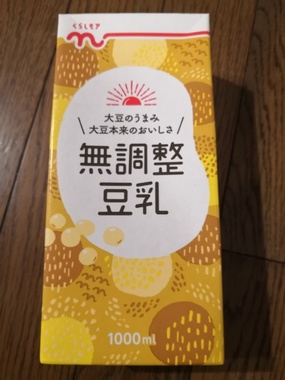 くらしモア
大豆のうまみ
大豆本来のおいしさ
無調整
豆乳
1000ml